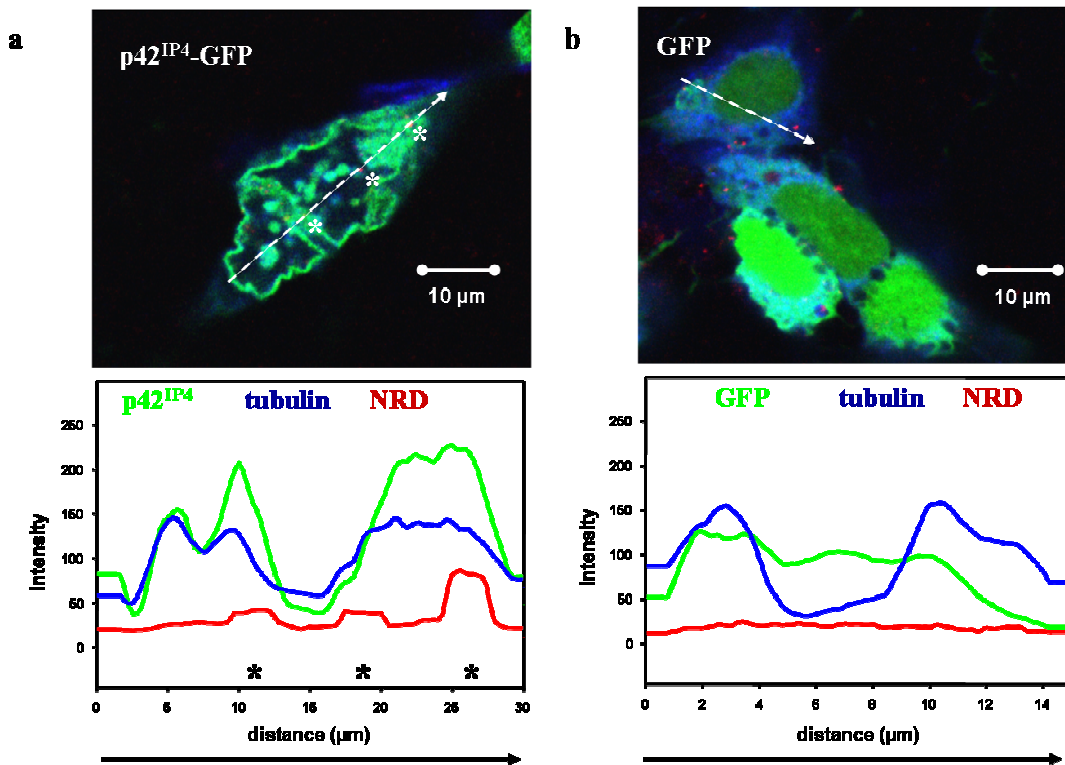 a
p42IP4-GFP
*
*
*
10 µm
b
GFP
10 µm
p42IP4 tubulin NRD
Intensity
250
200
150
100
50
0
* * *
0 5 10 15 20 25 30
distance (µm)
GFP tubulin NRD
Intensity
250
200
150
100
50
0
0 2 4 6 8 10 12 14
distance (µm)